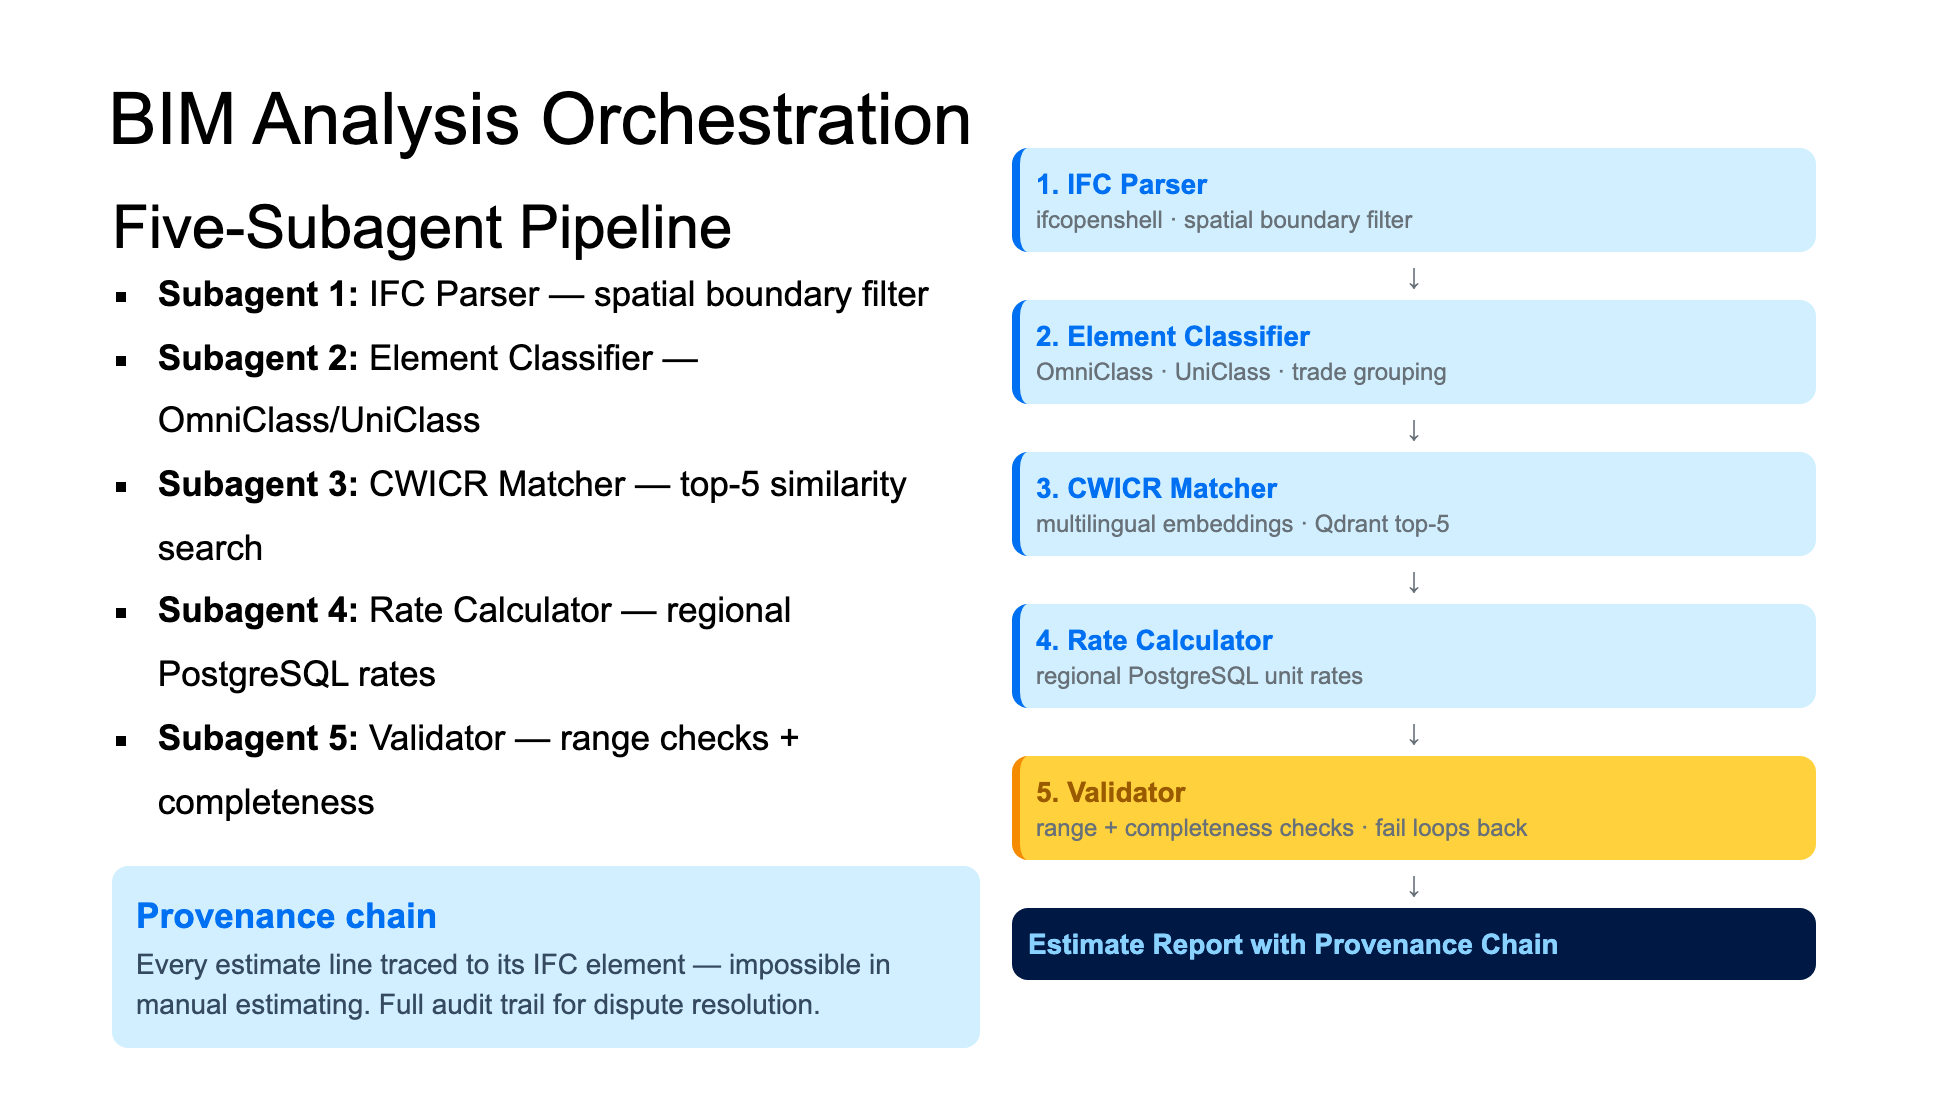 BIM Analysis Orchestration
Five-Subagent Pipeline
▪ Subagent 1: IFC Parser — spatial boundary filter
▪ Subagent 2: Element Classifier —
OmniClass/UniClass
▪ Subagent 3: CWICR Matcher — top-5 similarity
search
▪ Subagent 4: Rate Calculator — regional
PostgreSQL rates
▪ Subagent 5: Validator — range checks +
completeness
Provenance chain
Every estimate line traced to its IFC element — impossible in
manual estimating. Full audit trail for dispute resolution.
1. IFC Parser
ifcopenshell · spatial boundary filter
↓
2. Element Classifier
OmniClass · UniClass · trade grouping
↓
3. CWICR Matcher
multilingual embeddings · Qdrant top-5
↓
4. Rate Calculator
regional PostgreSQL unit rates
↓
5. Validator
range + completeness checks · fail loops back
↓
Estimate Report with Provenance Chain